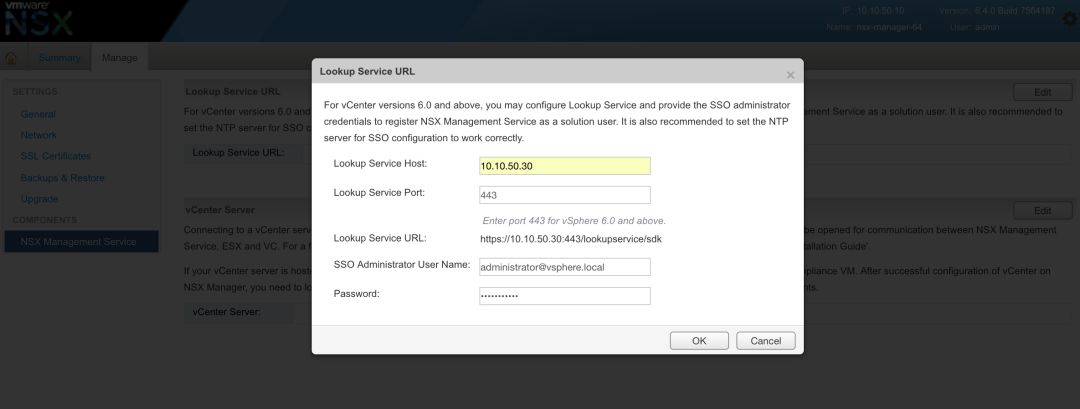 vmware
NSX
IP: 10.10.50.10 Version: 6.4.0 Build 7564187
Name: nsx-manager-64 User: admin
Summary Manage
SETTINGS
General
Network
SSL Certificates
Backups & Restore
Upgrade
COMPONENTS
NSX Management Service
Lookup Service URL Edit
For vCenter versions 6.0 and ment Service as a solution user. It is also recommended to
set the NTP server for SSO c
Lookup Service URL:
vCenter Server Edit
Connecting to a vCenter serv be opened for communication between NSX Management
Service, ESX and VC. For a f tallation Guide'.
If your vCenter server is hoste pliance VM. After successful configuration of vCenter on
NSX Manager, you need to lo nts.
vCenter Server:
Lookup Service URL ×
For vCenter versions 6.0 and above, you may configure Lookup Service and provide the SSO administrator
credentials to register NSX Management Service as a solution user. It is also recommended to set the NTP
server for SSO configuration to work correctly.
Lookup Service Host: 10.10.50.30
Lookup Service Port: 443
Enter port 443 for vSphere 6.0 and above.
Lookup Service URL: https://10.10.50.30:443/lookupservice/sdk
SSO Administrator User Name: administrator@vsphere.local
Password: •••••••••••
OK Cancel